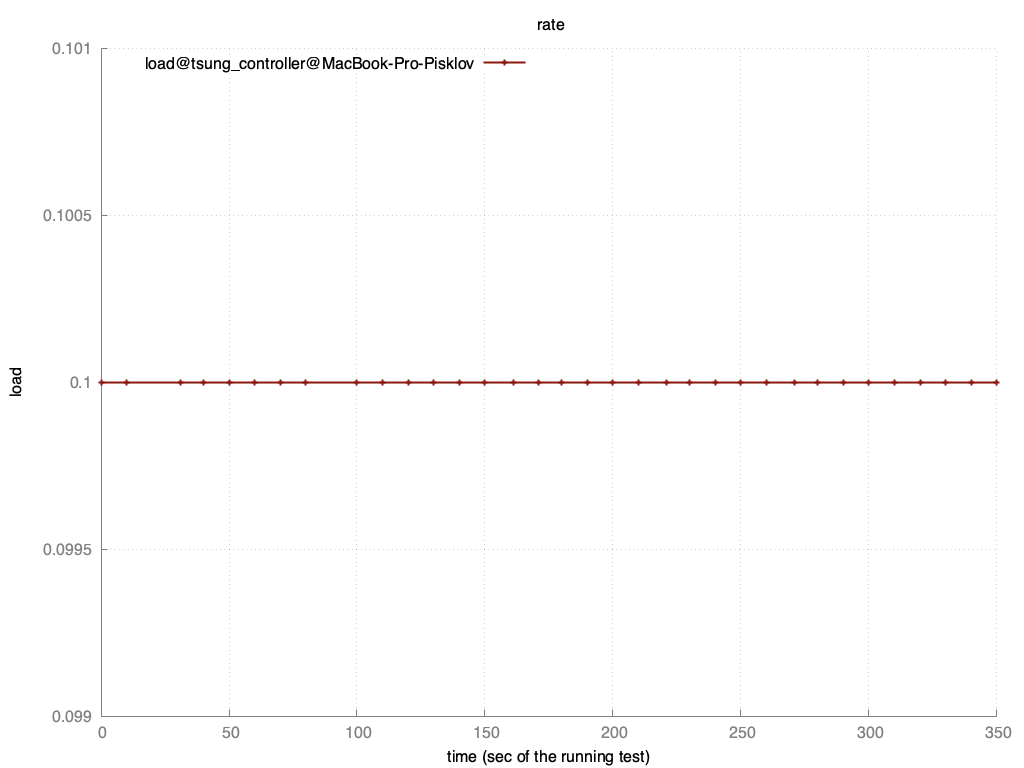 rate
0.101
load@tsung_controller@MacBook-Pro-Pisklov
0.1005
load
0.1
0.0995
0.099
0 50 100 150 200 250 300 350
time (sec of the running test)